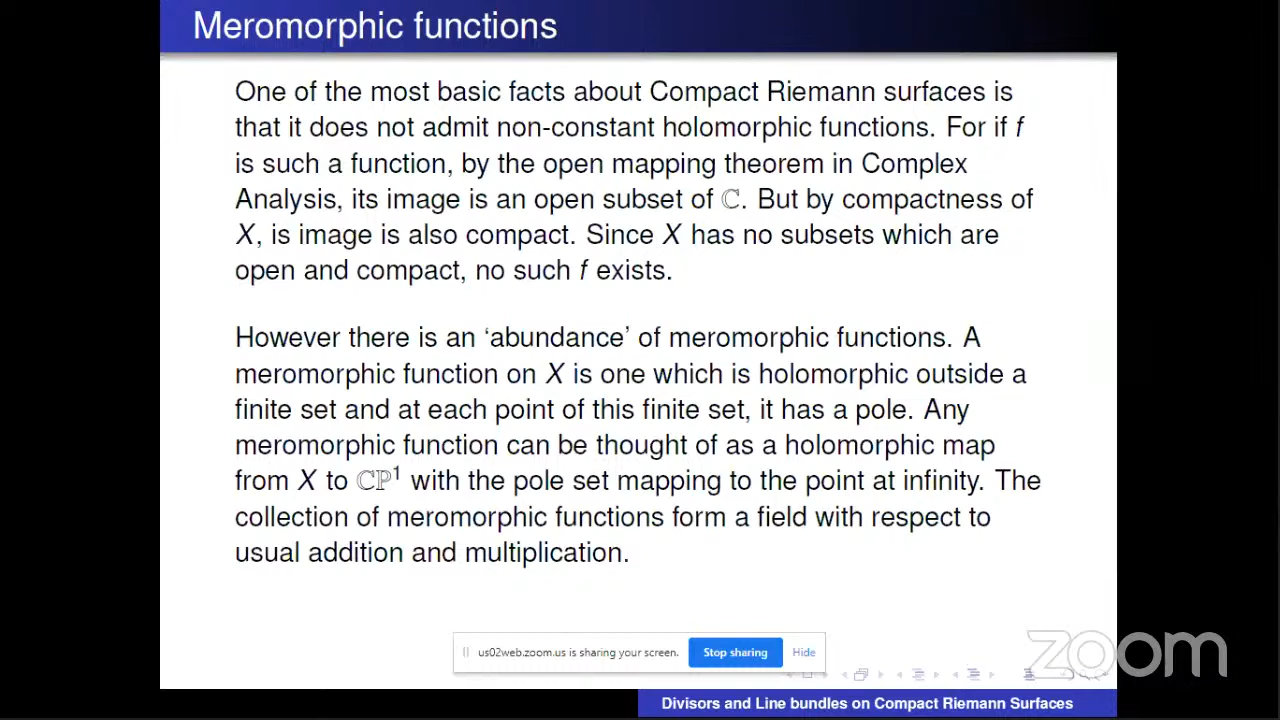 Meromorphic functions
One of the most basic facts about Compact Riemann surfaces is
that it does not admit non-constant holomorphic functions. For if f
is such a function, by the open mapping theorem in Complex
Analysis, its image is an open subset of ℂ. But by compactness of
X, is image is also compact. Since X has no subsets which are
open and compact, no such f exists.
However there is an ‘abundance’ of meromorphic functions. A
meromorphic function on X is one which is holomorphic outside a
finite set and at each point of this finite set, it has a pole. Any
meromorphic function can be thought of as a holomorphic map
from X to ℂℙ¹ with the pole set mapping to the point at infinity. The
collection of meromorphic functions form a field with respect to
usual addition and multiplication.
us02web.zoom.us is sharing your screen. Stop sharing Hide
zoom
Divisors and Line bundles on Compact Riemann Surfaces